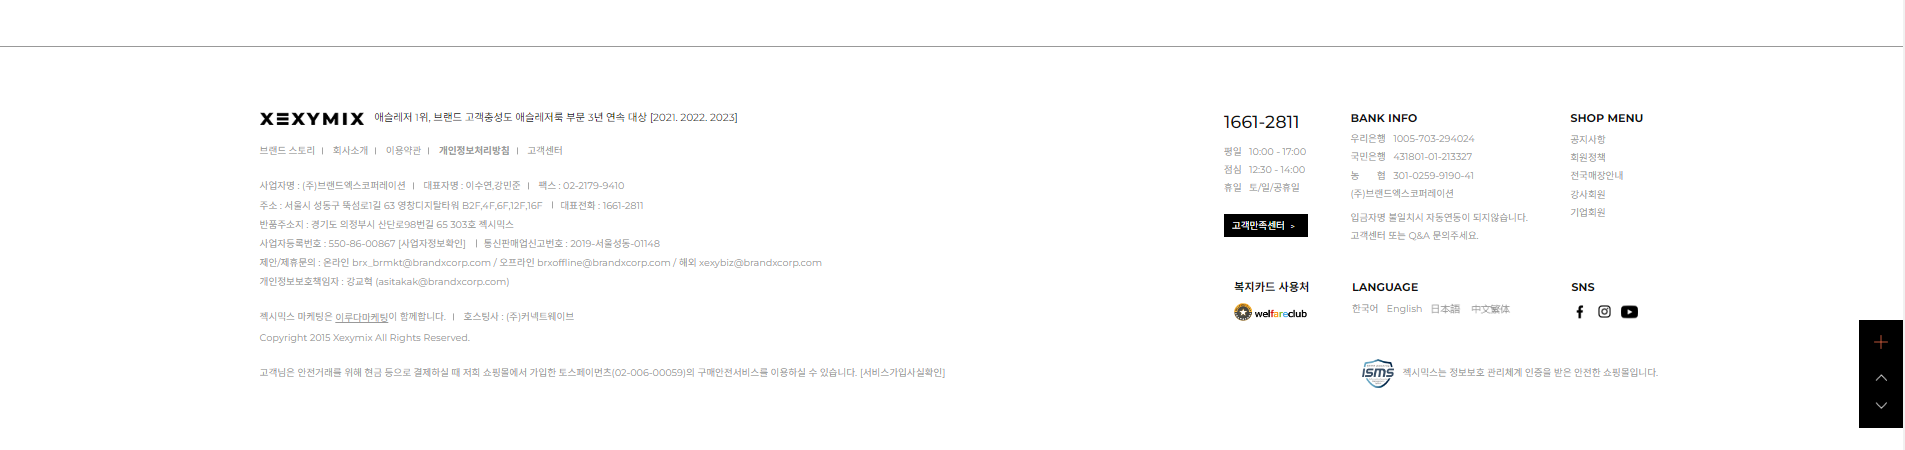 XEXYMIX 애슬레저 1위, 브랜드 고객충성도 애슬레저룩 부문 3년 연속 대상 [2021. 2022. 2023]
브랜드 스토리 | 회사소개 | 이용약관 | 개인정보처리방침 | 고객센터
사업자명 : (주)브랜드엑스코퍼레이션 | 대표자명 : 이수연,강민준 | 팩스 : 02-2179-9410
주소 : 서울시 성동구 뚝섬로1길 63 영창디지탈타워 B2F,4F,6F,12F,16F | 대표전화 : 1661-2811
반품주소지 : 경기도 의정부시 산단로98번길 65 303호 젝시믹스
사업자등록번호 : 550-86-00867 [사업자정보확인] | 통신판매업신고번호 : 2019-서울성동-01148
제안/제휴문의 : 온라인 brx_brmkt@brandxcorp.com / 오프라인 brxoffline@brandxcorp.com / 해외 xexybiz@brandxcorp.com
개인정보보호책임자 : 강교혁 (asitakak@brandxcorp.com)
젝시믹스 마케팅은 이루다마케팅이 함께합니다. | 호스팅사 : (주)커넥트웨이브
Copyright 2015 Xexymix All Rights Reserved.
고객님은 안전거래를 위해 현금 등으로 결제하실 때 저희 쇼핑몰에서 가입한 토스페이먼츠(02-006-00059)의 구매안전서비스를 이용하실 수 있습니다. [서비스가입사실확인]
1661-2811
평일 10:00 - 17:00
점심 12:30 - 14:00
휴일 토/일/공휴일
고객만족센터 >
BANK INFO
우리은행 1005-703-294024
국민은행 431801-01-213327
농 협 301-0259-9190-41
(주)브랜드엑스코퍼레이션
입금자명 불일치시 자동연동이 되지않습니다.
고객센터 또는 Q&A 문의주세요.
SHOP MENU
공지사항
회원정책
전국매장안내
강사회원
기업회원
복지카드 사용처
welfareclub
LANGUAGE
한국어 English 日本語 中文繁体
SNS
ISMS 젝시믹스는 정보보호 관리체계 인증을 받은 안전한 쇼핑몰입니다.